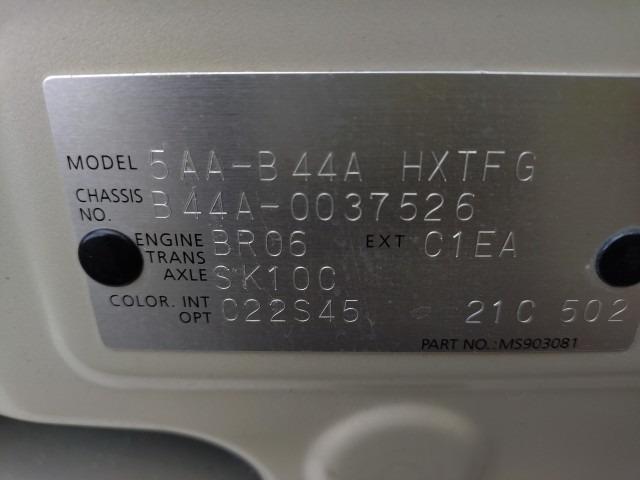 MODEL 5AA-B44A HXTFG
CHASSIS NO. B44A-0037526
ENGINE BR06 EXT C1EA
TRANS AXLE SK10C
COLOR. INT OPT C22S45 21C 502
PART NO.:MS903081